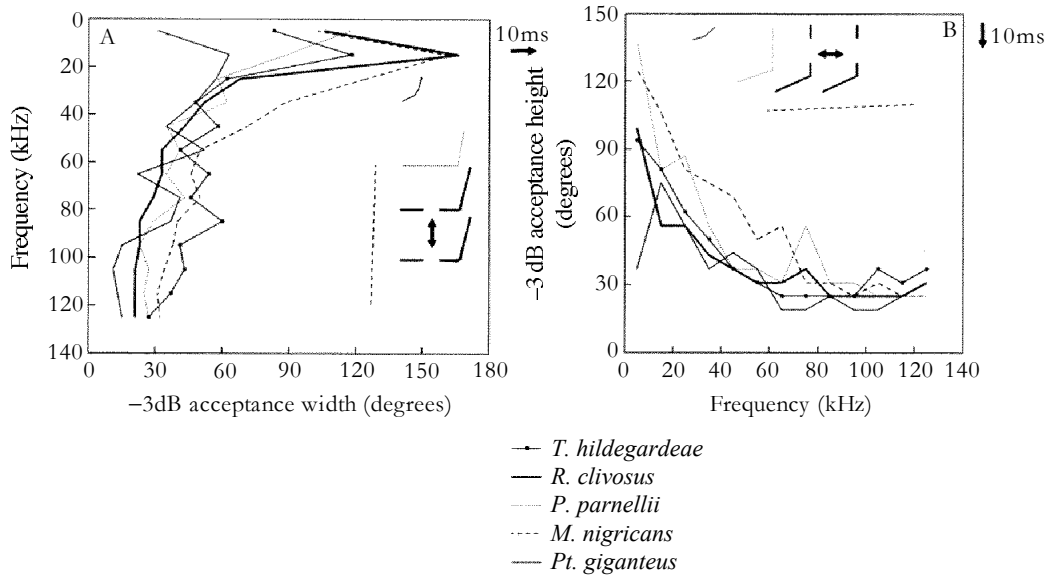 A
10ms
0
20
40
60
80
100
120
140
Frequency (kHz)
0 30 60 90 120 150 180
−3dB acceptance width (degrees)
B
10ms
150
120
90
60
30
0
−3dB acceptance height
(degrees)
0 20 40 60 80 100 120 140
Frequency (kHz)
T. hildegardeae
R. clivosus
P. parnellii
M. nigricans
Pt. giganteus